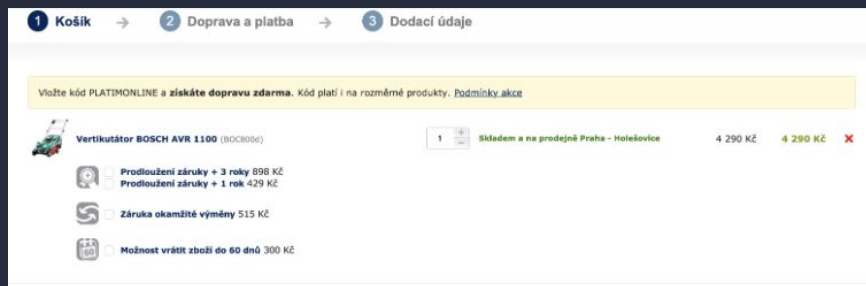 1 Košík → 2 Doprava a platba → 3 Dodací údaje
Vložte kód PLATIMONLINE a získáte dopravu zdarma. Kód platí i na rozměrné produkty. Podmínky akce
Vertikutátor BOSCH AVR 1100 (BOC800d) 1 + - Skladem a na prodejně Praha - Holešovice 4 290 Kč 4 290 Kč ×
Prodloužení záruky + 3 roky 898 Kč
Prodloužení záruky + 1 rok 429 Kč
Záruka okamžité výměny 515 Kč
60 Možnost vrátit zboží do 60 dnů 300 Kč